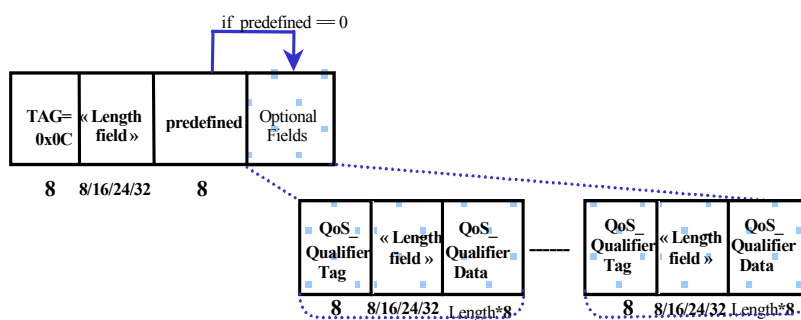 if predefined == 0
TAG= 0x0C
« Length field »
predefined
Optional Fields
8
8/16/24/32
8
QoS_ Qualifier Tag
« Length field »
QoS_ Qualifier Data
QoS_ Qualifier Tag
« Length field »
QoS_ Qualifier Data
8
8/16/24/32
Length*8
8
8/16/24/32
Length*8